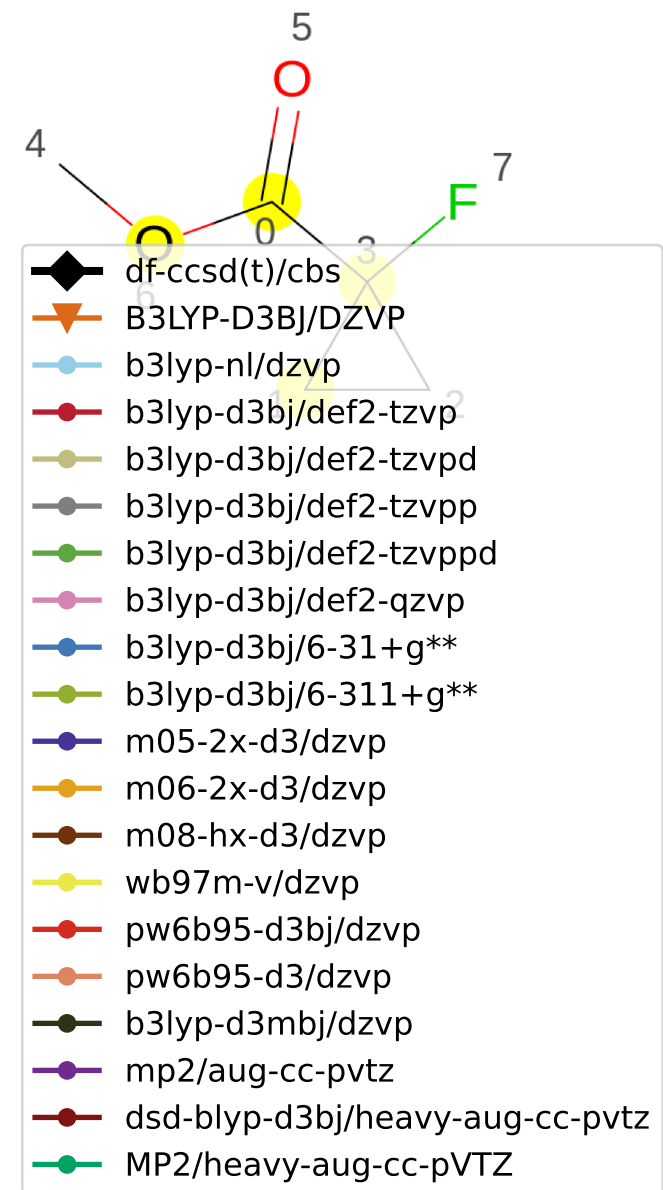 5
O
4
7
F
O
0
3
6
1
2
df-ccsd(t)/cbs
B3LYP-D3BJ/DZVP
b3lyp-nl/dzvp
b3lyp-d3bj/def2-tzvp
b3lyp-d3bj/def2-tzvpd
b3lyp-d3bj/def2-tzvpp
b3lyp-d3bj/def2-tzvppd
b3lyp-d3bj/def2-qzvp
b3lyp-d3bj/6-31+g**
b3lyp-d3bj/6-311+g**
m05-2x-d3/dzvp
m06-2x-d3/dzvp
m08-hx-d3/dzvp
wb97m-v/dzvp
pw6b95-d3bj/dzvp
pw6b95-d3/dzvp
b3lyp-d3mbj/dzvp
mp2/aug-cc-pvtz
dsd-blyp-d3bj/heavy-aug-cc-pvtz
MP2/heavy-aug-cc-pVTZ